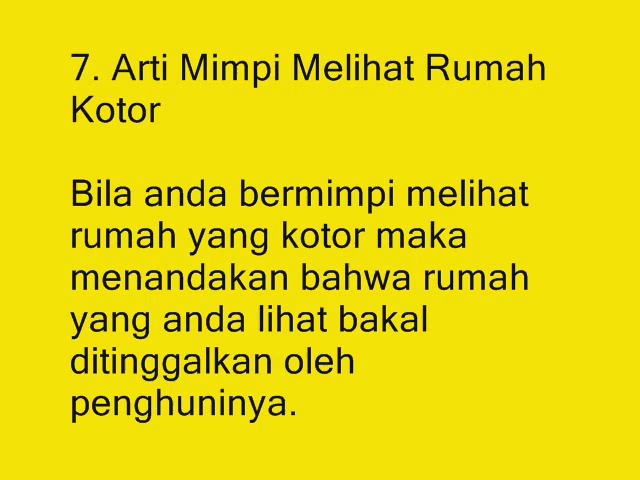 7. Arti Mimpi Melihat Rumah
Kotor
Bila anda bermimpi melihat
rumah yang kotor maka
menandakan bahwa rumah
yang anda lihat bakal
ditinggalkan oleh
penghuninya.